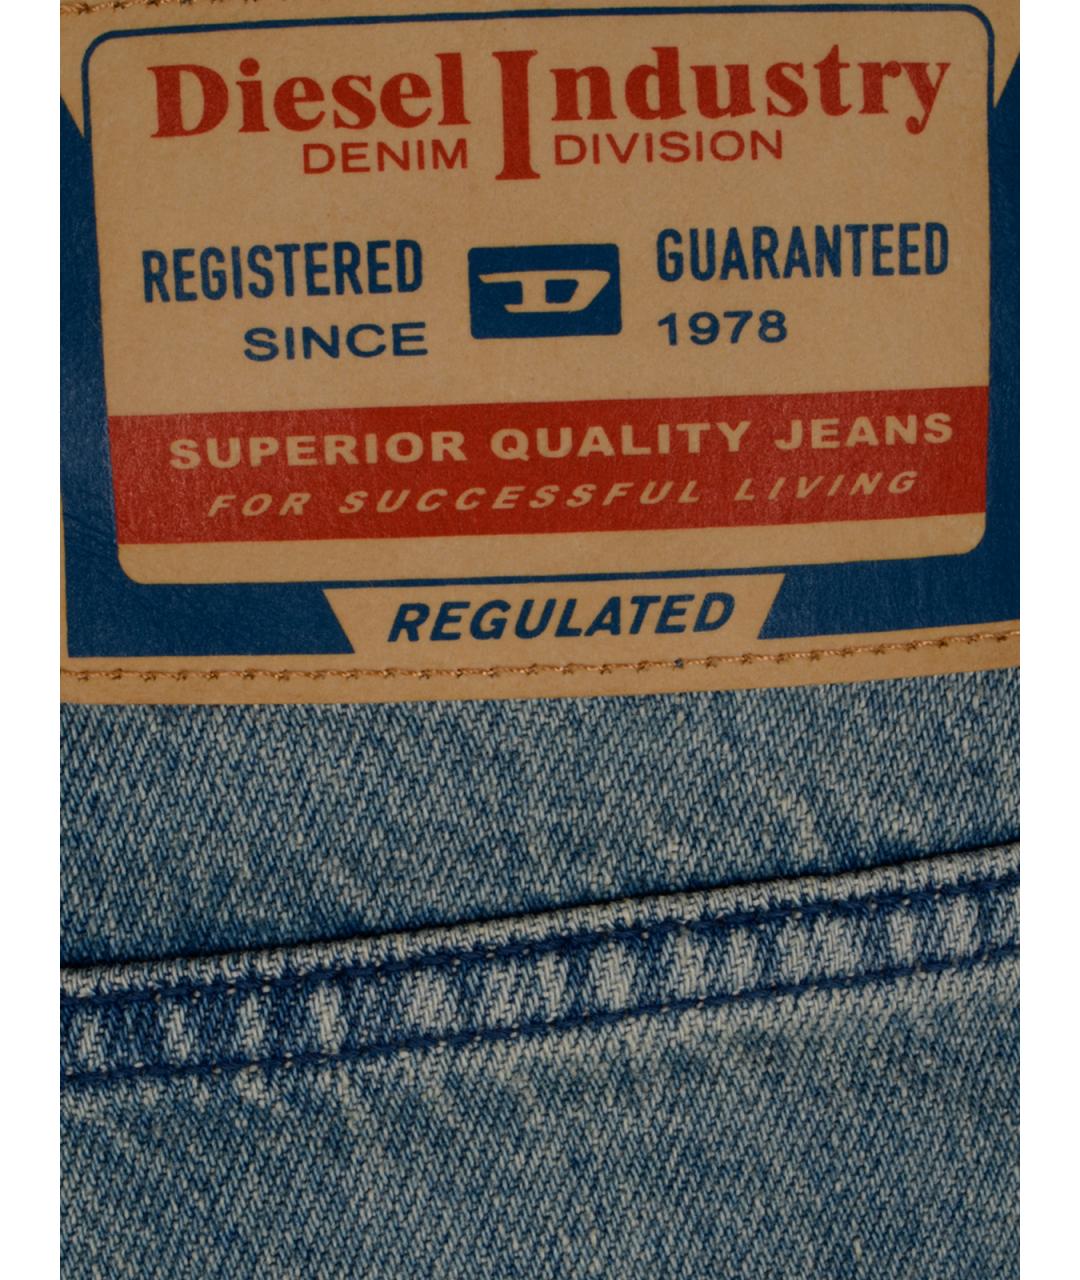 Diesel Industry
DENIM DIVISION
REGISTERED D GUARANTEED
SINCE 1978
SUPERIOR QUALITY JEANS
FOR SUCCESSFUL LIVING
REGULATED